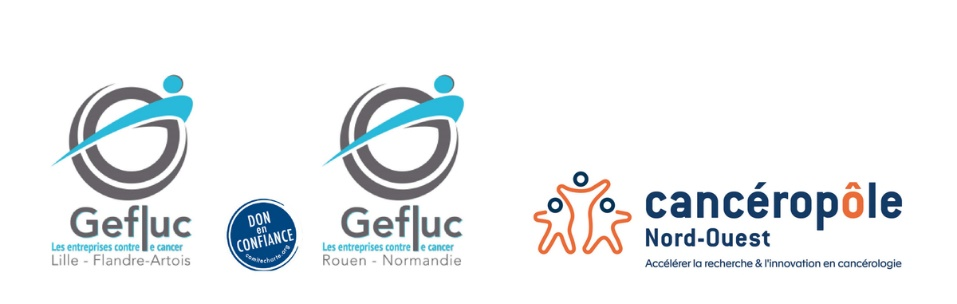 Gefluc
Les entreprises contre le cancer
Lille - Flandre-Artois
DON
en
CONFIANCE
comitecharte.org
Gefluc
Les entreprises contre le cancer
Rouen - Normandie
cancéropôle
Nord-Ouest
Accélérer la recherche & l'innovation en cancérologie